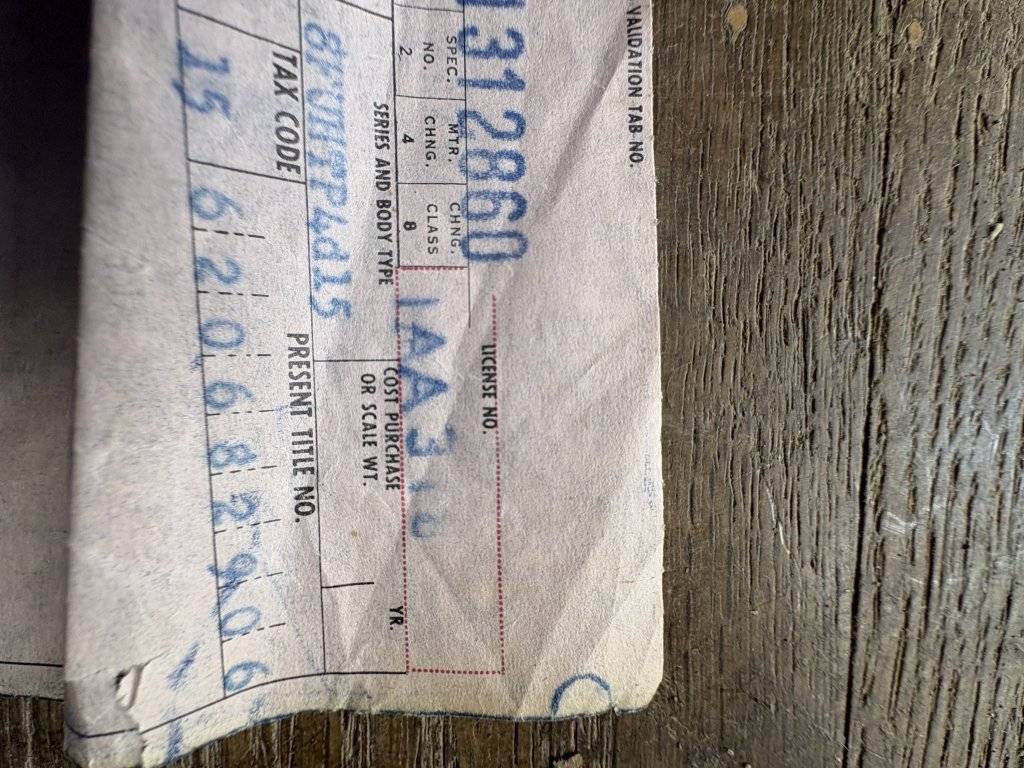 VALIDATION TAB NO.
312860
LICENSE NO.
SPEC. NO. 2
MTR. CHNG. 4
CHNG. CLASS 8
1AA3
SERIES AND BODY TYPE
COST PURCHASE OR SCALE WT.
YR.
TAX CODE
PRESENT TITLE NO.
15
620682906